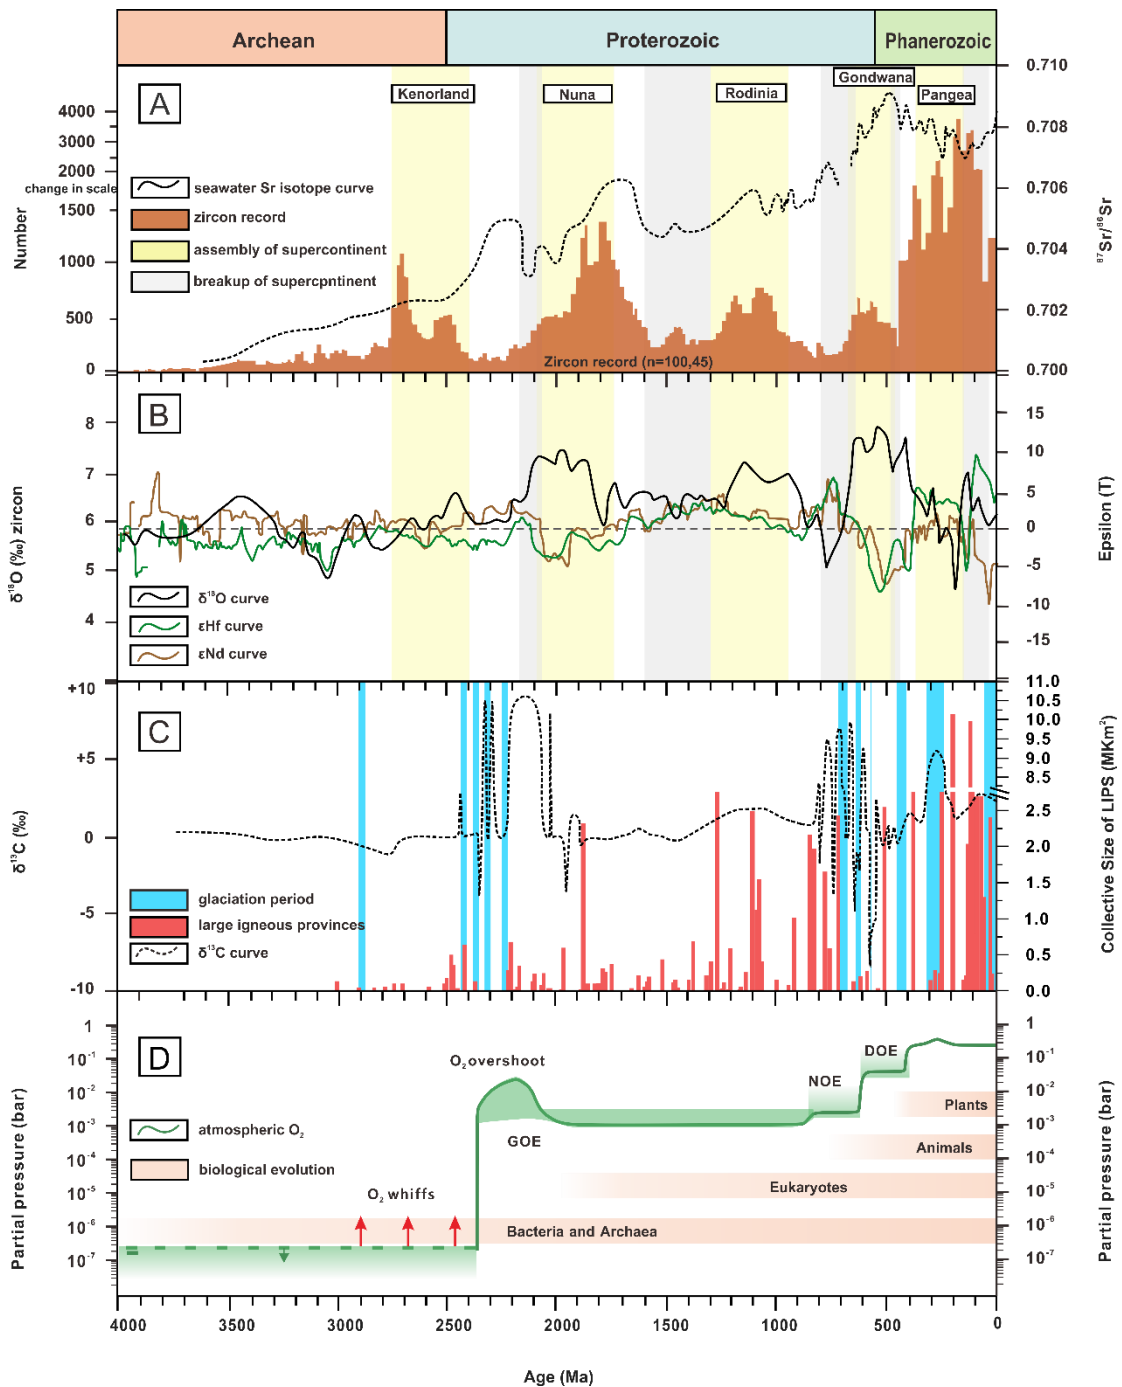 Archean
Proterozoic
Phanerozoic
A
Kenorland
Nuna
Rodinia
Gondwana
Pangea
4000
3000
2000
change in scale
1500
1000
500
0
Number
seawater Sr isotope curve
zircon record
assembly of supercontinent
breakup of supercpntinent
Zircon record (n=100,45)
0.710
0.708
0.706
0.704
0.702
0.700
⁸⁷Sr/⁸⁶Sr
B
8
7
6
5
4
δ¹⁸O (‰) zircon
δ¹⁸O curve
εHf curve
εNd curve
15
10
5
0
-5
-10
-15
Epsilon (T)
C
+10
+5
0
-5
-10
δ¹³C (‰)
glaciation period
large igneous provinces
δ¹³C curve
11.0
10.5
10.0
9.5
9.0
8.5
2.5
2.0
1.5
1.0
0.5
0.0
Collective Size of LIPS (MKm²)
D
1
10⁻¹
10⁻²
10⁻³
10⁻⁴
10⁻⁵
10⁻⁶
10⁻⁷
Partial pressure (bar)
atmospheric O₂
biological evolution
O₂ whiffs
O₂ overshoot
GOE
NOE
DOE
Plants
Animals
Eukaryotes
Bacteria and Archaea
1
10⁻¹
10⁻²
10⁻³
10⁻⁴
10⁻⁵
10⁻⁶
10⁻⁷
Partial pressure (bar)
4000
3500
3000
2500
2000
1500
1000
500
0
Age (Ma)